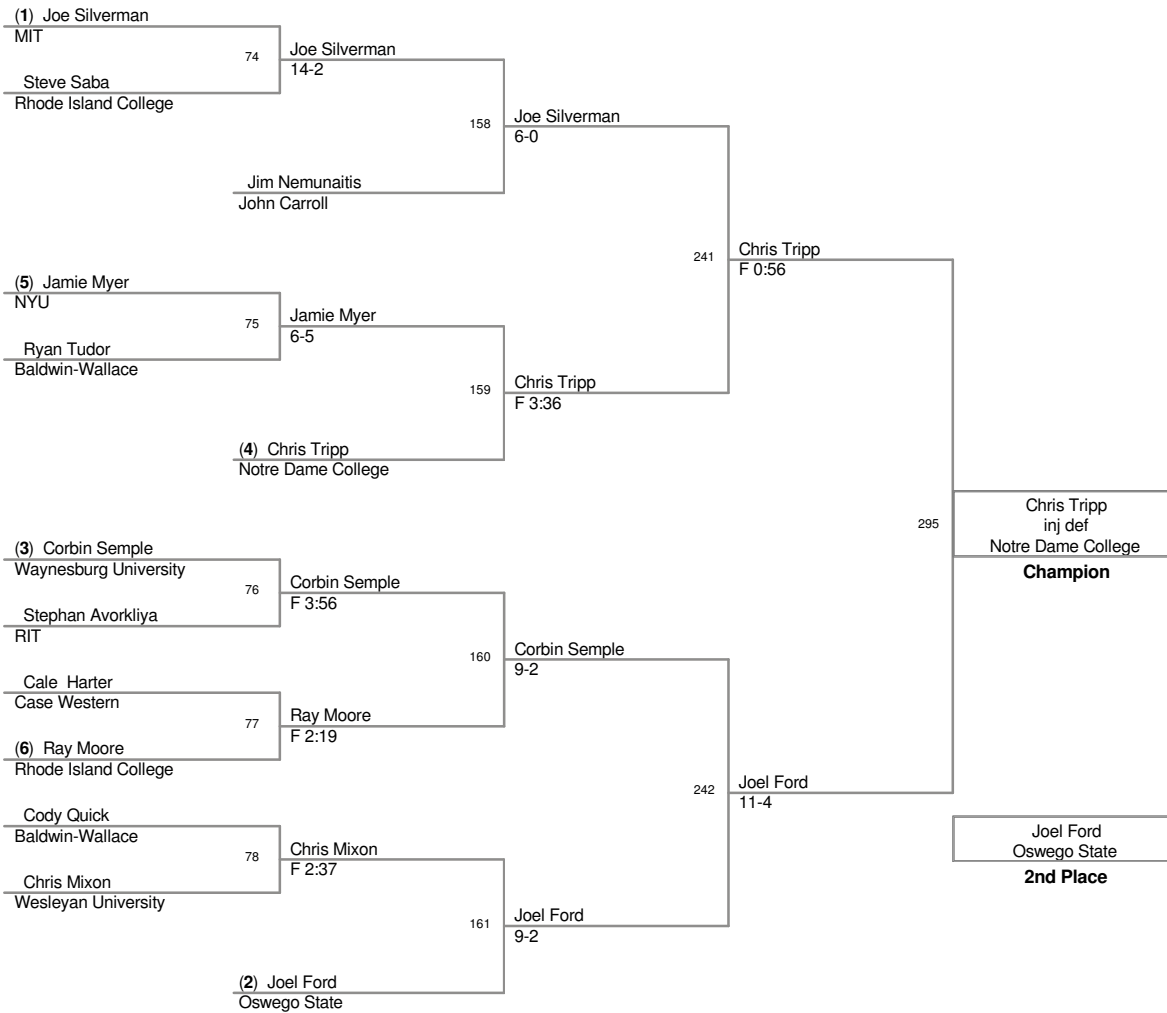 (1) Joe Silverman
MIT
74
Joe Silverman
14-2
Steve Saba
Rhode Island College
158
Joe Silverman
6-0
Jim Nemunaitis
John Carroll
241
Chris Tripp
F 0:56
(5) Jamie Myer
NYU
75
Jamie Myer
6-5
Ryan Tudor
Baldwin-Wallace
159
Chris Tripp
F 3:36
(4) Chris Tripp
Notre Dame College
295
Chris Tripp
inj def
Notre Dame College
Champion
(3) Corbin Semple
Waynesburg University
76
Corbin Semple
F 3:56
Stephan Avorkliya
RIT
160
Corbin Semple
9-2
Cale Harter
Case Western
77
Ray Moore
F 2:19
(6) Ray Moore
Rhode Island College
242
Joel Ford
11-4
Cody Quick
Baldwin-Wallace
78
Chris Mixon
F 2:37
Chris Mixon
Wesleyan University
161
Joel Ford
9-2
(2) Joel Ford
Oswego State
Joel Ford
Oswego State
2nd Place